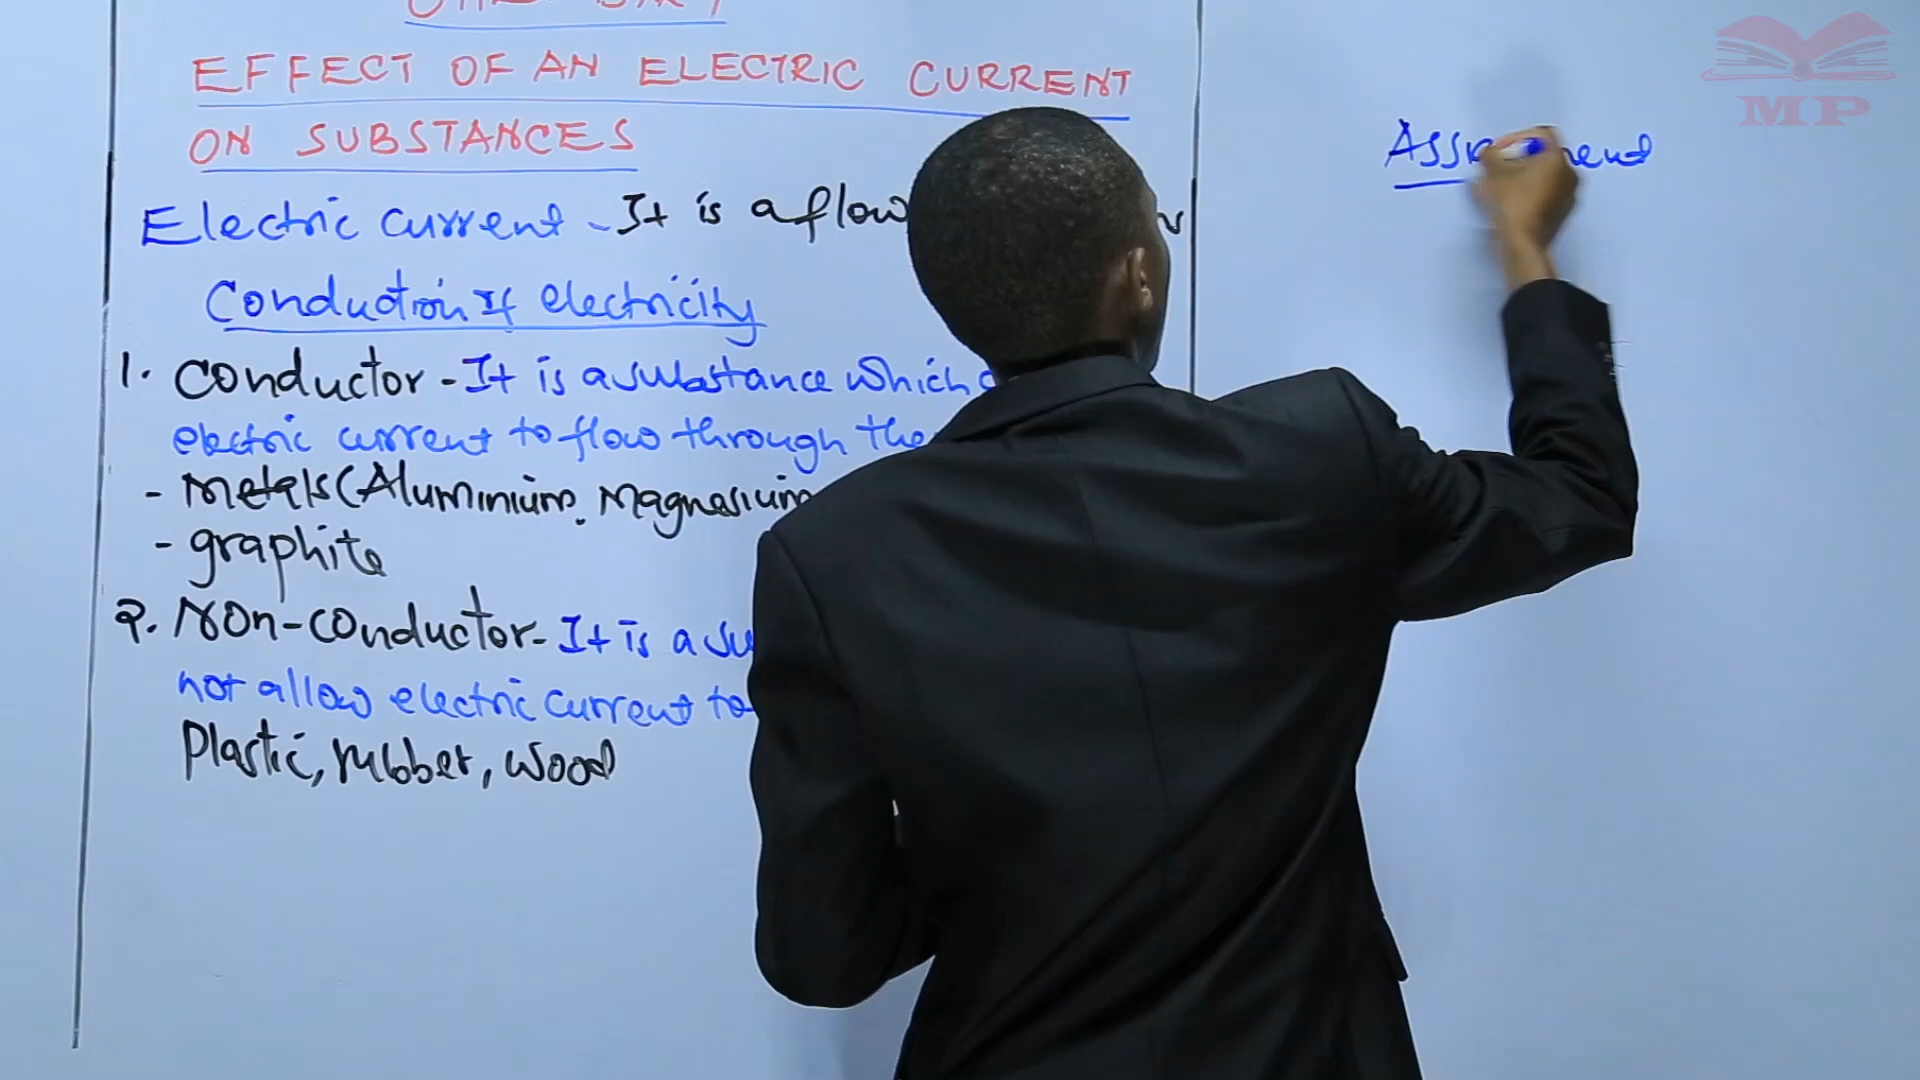 EFFECT OF AN ELECTRIC CURRENT
ON SUBSTANCES
Electric current - It is a flow
Conduction of electricity
1. Conductor - It is a substance which
electric current to flow through the
- Metals (Aluminium, Magnesium
- graphite
2. Non-conductor - It is a
not allow electric current to
Plastic, rubber, wood
MP